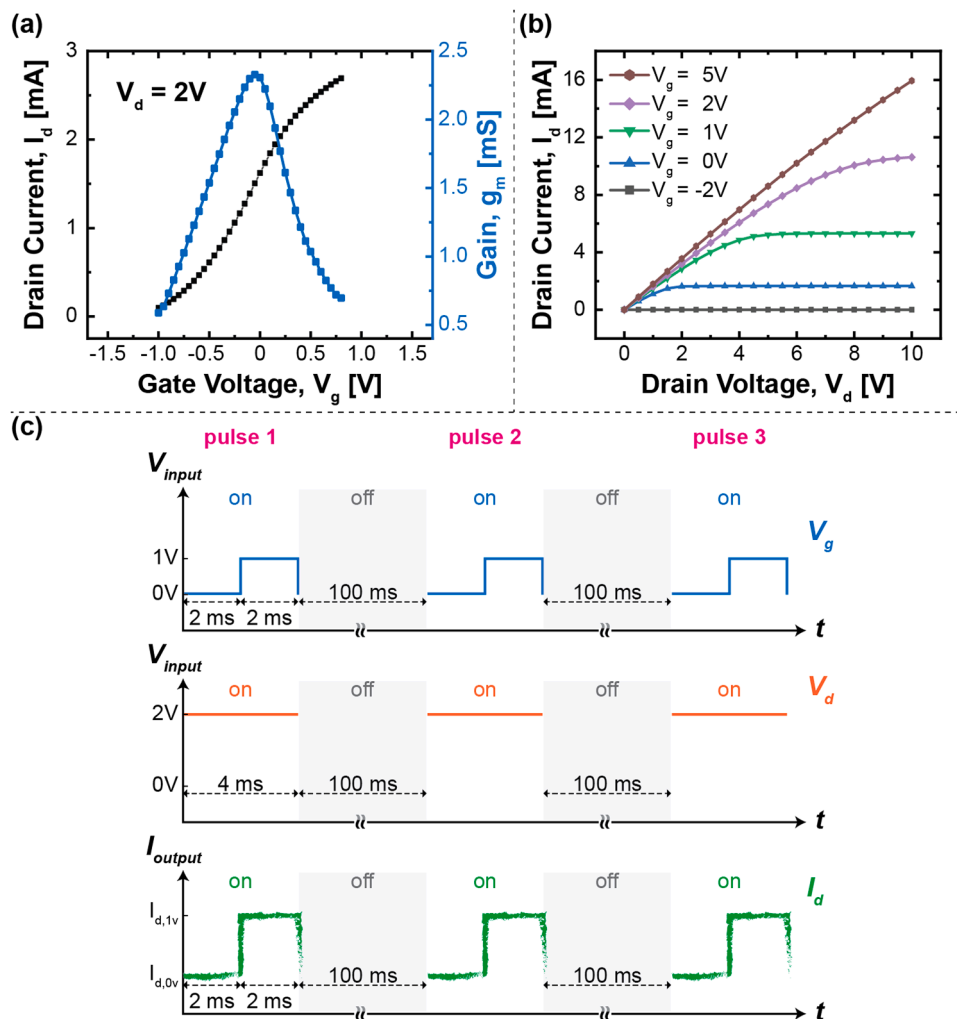 (a)
Drain Current, I_d [mA]
3
2
1
0
V_d = 2V
2.5
2.0
1.5
1.0
0.5
Gain, g_m [mS]
-1.5 -1.0 -0.5 0 0.5 1.0 1.5
Gate Voltage, V_g [V]
(b)
Drain Current, I_d [mA]
16
12
8
4
0
V_g = 5V
V_g = 2V
V_g = 1V
V_g = 0V
V_g = -2V
0 2 4 6 8 10
Drain Voltage, V_d [V]
(c)
pulse 1 pulse 2 pulse 3
V_input
on off on off on
V_g
1V
0V
100 ms 100 ms
2 ms 2 ms
t
V_input
on off on off on
V_d
2V
0V
4 ms 100 ms 100 ms
t
I_output
on off on off on
I_d
I_d,1v
I_d,0v
100 ms 100 ms
2 ms 2 ms
t